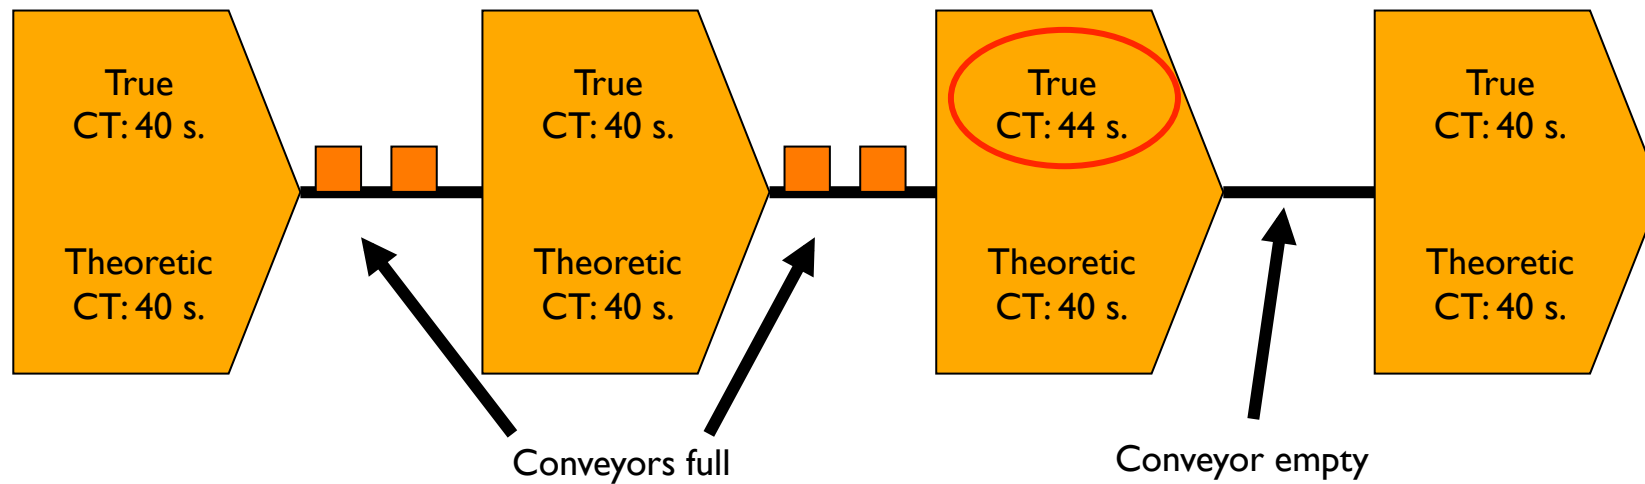 True
CT: 40 s.
Theoretic
CT: 40 s.
True
CT: 40 s.
Theoretic
CT: 40 s.
True
CT: 44 s.
Theoretic
CT: 40 s.
True
CT: 40 s.
Theoretic
CT: 40 s.
Conveyors full
Conveyor empty